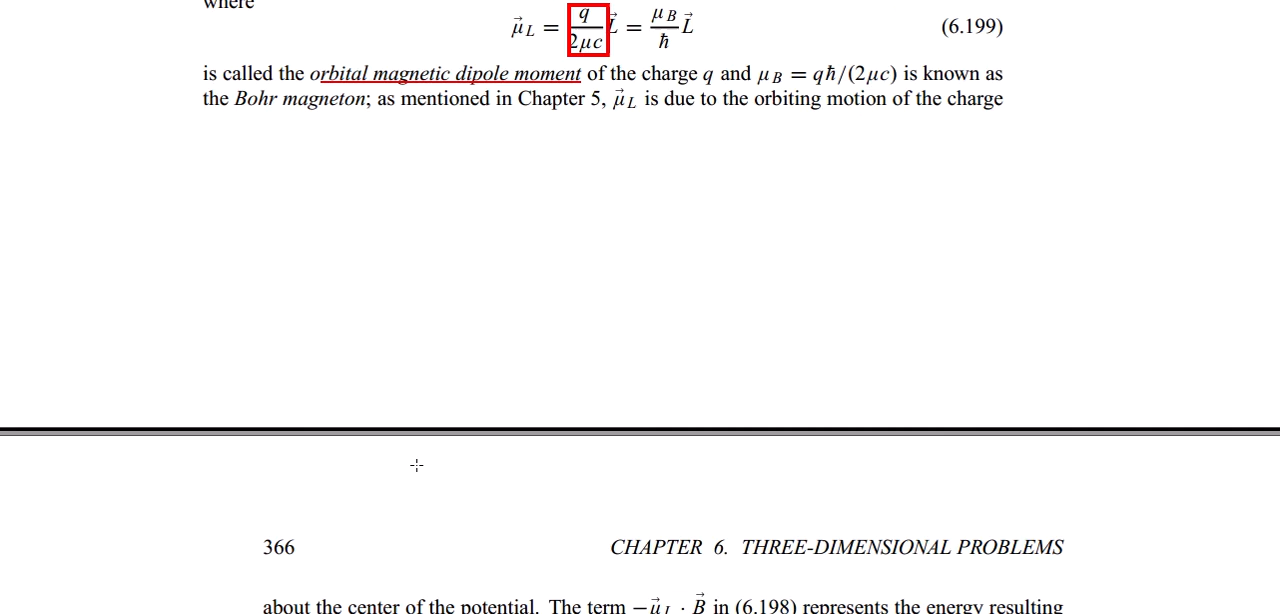 where
μ⃗_L = q/2μc L⃗ = μ_B/ħ L⃗ (6.199)
is called the orbital magnetic dipole moment of the charge q and μ_B = qħ/(2μc) is known as
the Bohr magneton; as mentioned in Chapter 5, μ⃗_L is due to the orbiting motion of the charge
366 CHAPTER 6. THREE-DIMENSIONAL PROBLEMS
about the center of the potential. The term −μ⃗_L · B⃗ in (6.198) represents the energy resulting